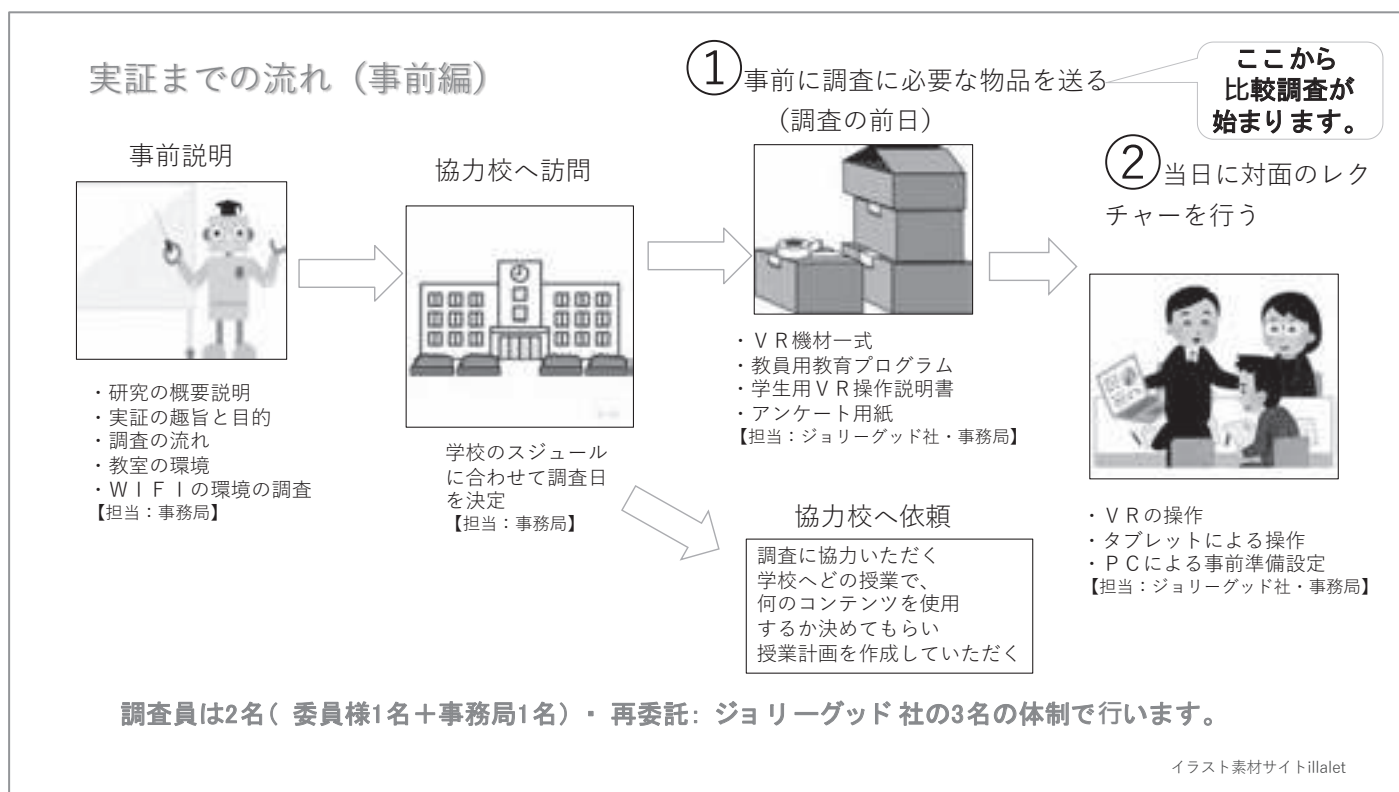 実証までの流れ（事前編）
①事前に調査に必要な物品を送る
（調査の前日）
ここから
比較調査が
始まります。
②当日に対面のレク
チャーを行う
事前説明
・研究の概要説明
・実証の趣旨と目的
・調査の流れ
・教室の環境
・ＷＩＦＩの環境の調査
【担当：事務局】
協力校へ訪問
学校のスジュール
に合わせて調査日
を決定
【担当：事務局】
・ＶＲ機材一式
・教員用教育プログラム
・学生用ＶＲ操作説明書
・アンケート用紙
【担当：ジョリーグッド社・事務局】
協力校へ依頼
調査に協力いただく
学校へどの授業で、
何のコンテンツを使用
するか決めてもらい
授業計画を作成していただく
・ＶＲの操作
・タブレットによる操作
・ＰＣによる事前準備設定
【担当：ジョリーグッド社・事務局】
調査員は2名( 委員様1名＋事務局1名）・ 再委託: ジョリーグッド 社の3名の体制で行います。
イラスト素材サイトillalet